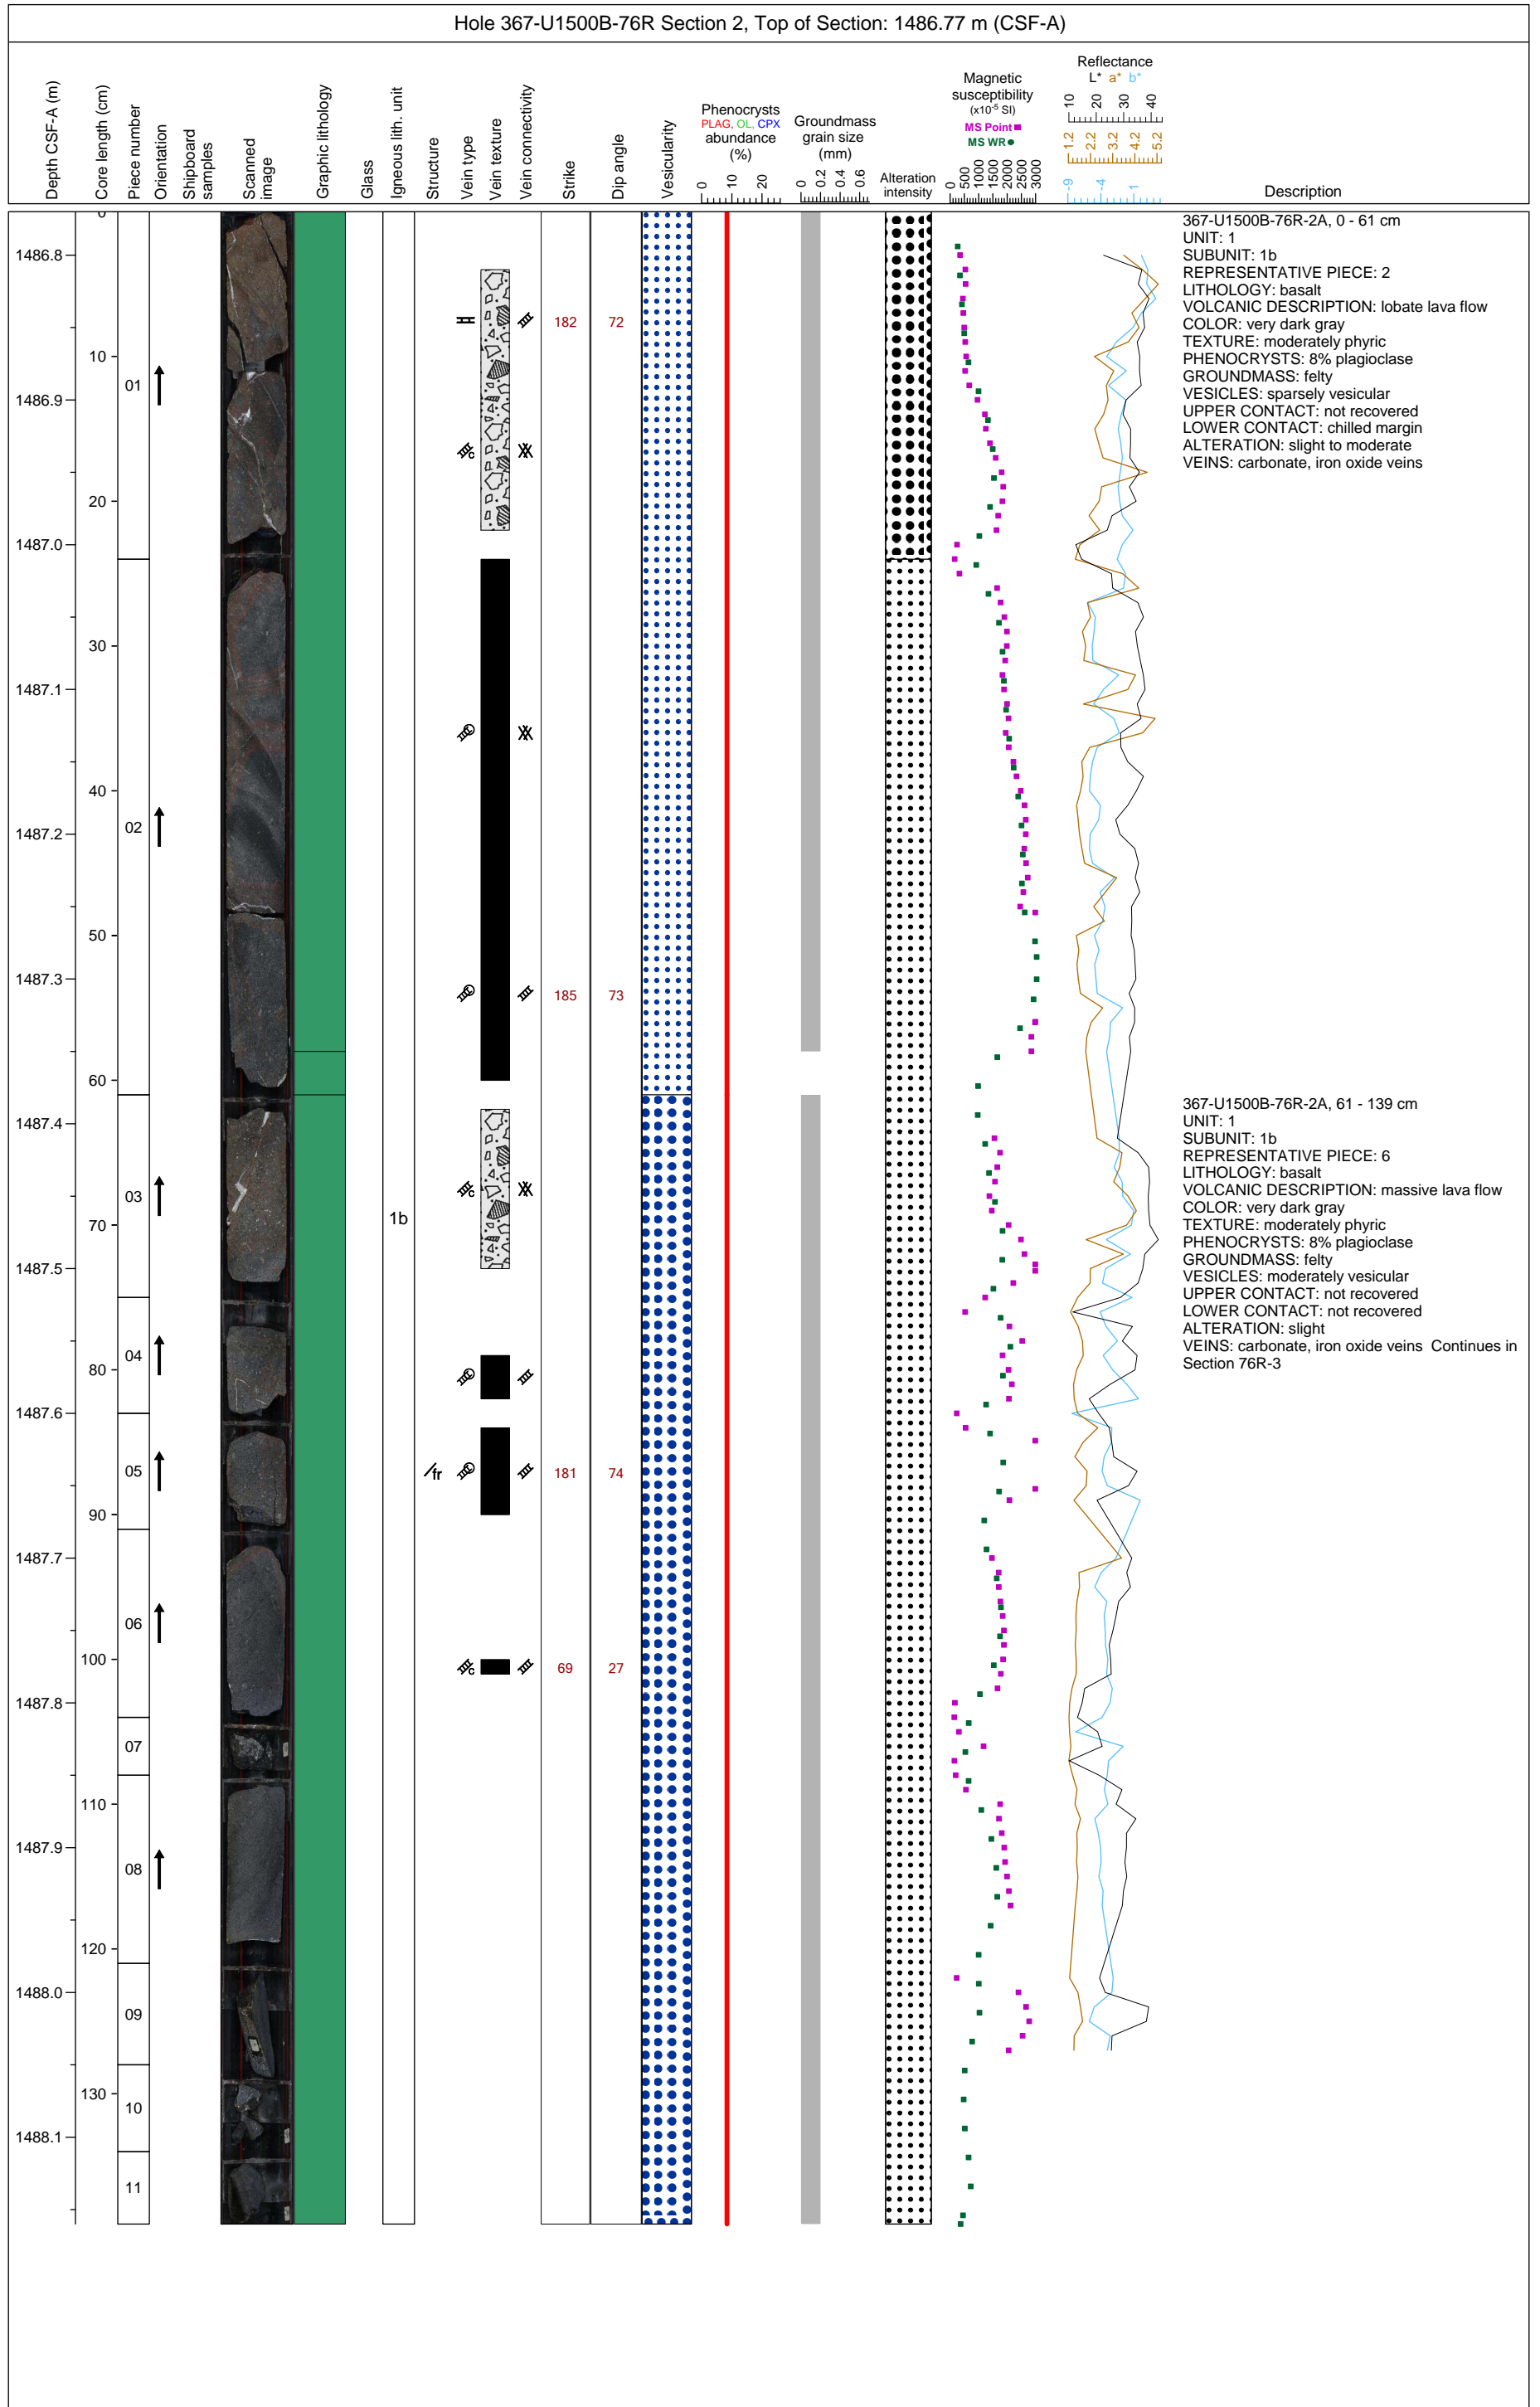 Hole 367-U1500B-76R Section 2, Top of Section: 1486.77 m (CSF-A)
Depth CSF-A (m)
Core length (cm)
Piece number
Orientation
Shipboard
samples
Scanned
image
Graphic lithology
Glass
Igneous lith. unit
Structure
Vein type
Vein texture
Vein connectivity
Strike
Dip angle
Vesicularity
Phenocrysts
PLAG, OL, CPX
abundance
(%)
0 10 20
Groundmass
grain size
(mm)
0 0.2 0.4 0.6
Alteration
intensity
Magnetic
susceptibility
(x10⁻⁵ SI)
MS Point
MS WR
0 500 1000 1500 2000 2500 3000
Reflectance
L* a* b*
10 20 30 40
1.2 2.2 3.2 4.2 5.2
-9 -4 1
Description
1486.8
1486.9
1487.0
1487.1
1487.2
1487.3
1487.4
1487.5
1487.6
1487.7
1487.8
1487.9
1488.0
1488.1
0
10
20
30
40
50
60
70
80
90
100
110
120
130
01
02
03
04
05
06
07
08
09
10
11
1b
fr
182 72
185 73
181 74
69 27
367-U1500B-76R-2A, 0 - 61 cm
UNIT: 1
SUBUNIT: 1b
REPRESENTATIVE PIECE: 2
LITHOLOGY: basalt
VOLCANIC DESCRIPTION: lobate lava flow
COLOR: very dark gray
TEXTURE: moderately phyric
PHENOCRYSTS: 8% plagioclase
GROUNDMASS: felty
VESICLES: sparsely vesicular
UPPER CONTACT: not recovered
LOWER CONTACT: chilled margin
ALTERATION: slight to moderate
VEINS: carbonate, iron oxide veins
367-U1500B-76R-2A, 61 - 139 cm
UNIT: 1
SUBUNIT: 1b
REPRESENTATIVE PIECE: 6
LITHOLOGY: basalt
VOLCANIC DESCRIPTION: massive lava flow
COLOR: very dark gray
TEXTURE: moderately phyric
PHENOCRYSTS: 8% plagioclase
GROUNDMASS: felty
VESICLES: moderately vesicular
UPPER CONTACT: not recovered
LOWER CONTACT: not recovered
ALTERATION: slight
VEINS: carbonate, iron oxide veins Continues in
Section 76R-3